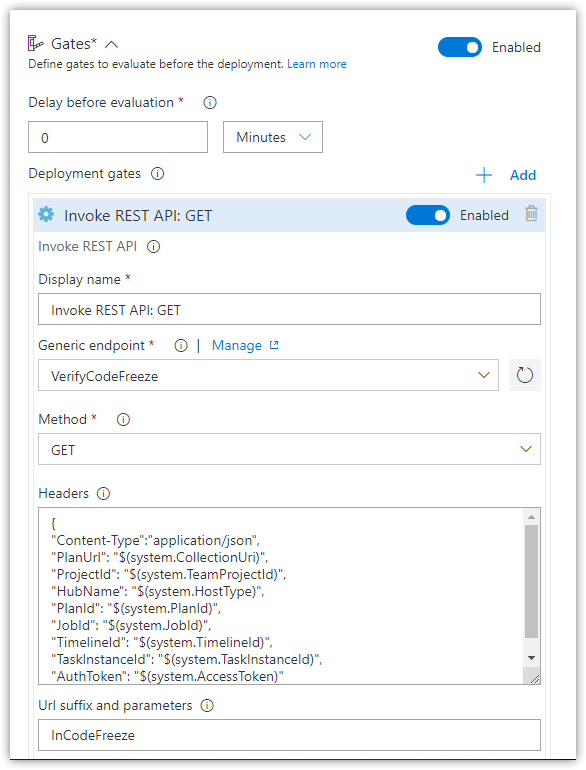 Gates* Enabled
Define gates to evaluate before the deployment. Learn more
Delay before evaluation *
0 Minutes
Deployment gates Add
Invoke REST API: GET Enabled
Invoke REST API
Display name *
Invoke REST API: GET
Generic endpoint * | Manage
VerifyCodeFreeze
Method *
GET
Headers
{
"Content-Type":"application/json",
"PlanUrl": "$(system.CollectionUri)",
"ProjectId": "$(system.TeamProjectId)",
"HubName": "$(system.HostType)",
"PlanId": "$(system.PlanId)",
"JobId": "$(system.JobId)",
"TimelineId": "$(system.TimelineId)",
"TaskInstanceId": "$(system.TaskInstanceId)",
"AuthToken": "$(system.AccessToken)"
Url suffix and parameters
InCodeFreeze